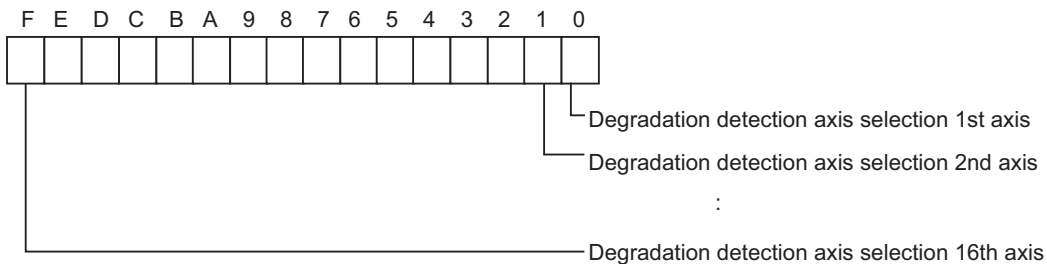 F E D C B A 9 8 7 6 5 4 3 2 1 0
Degradation detection axis selection 1st axis
Degradation detection axis selection 2nd axis
:
Degradation detection axis selection 16th axis